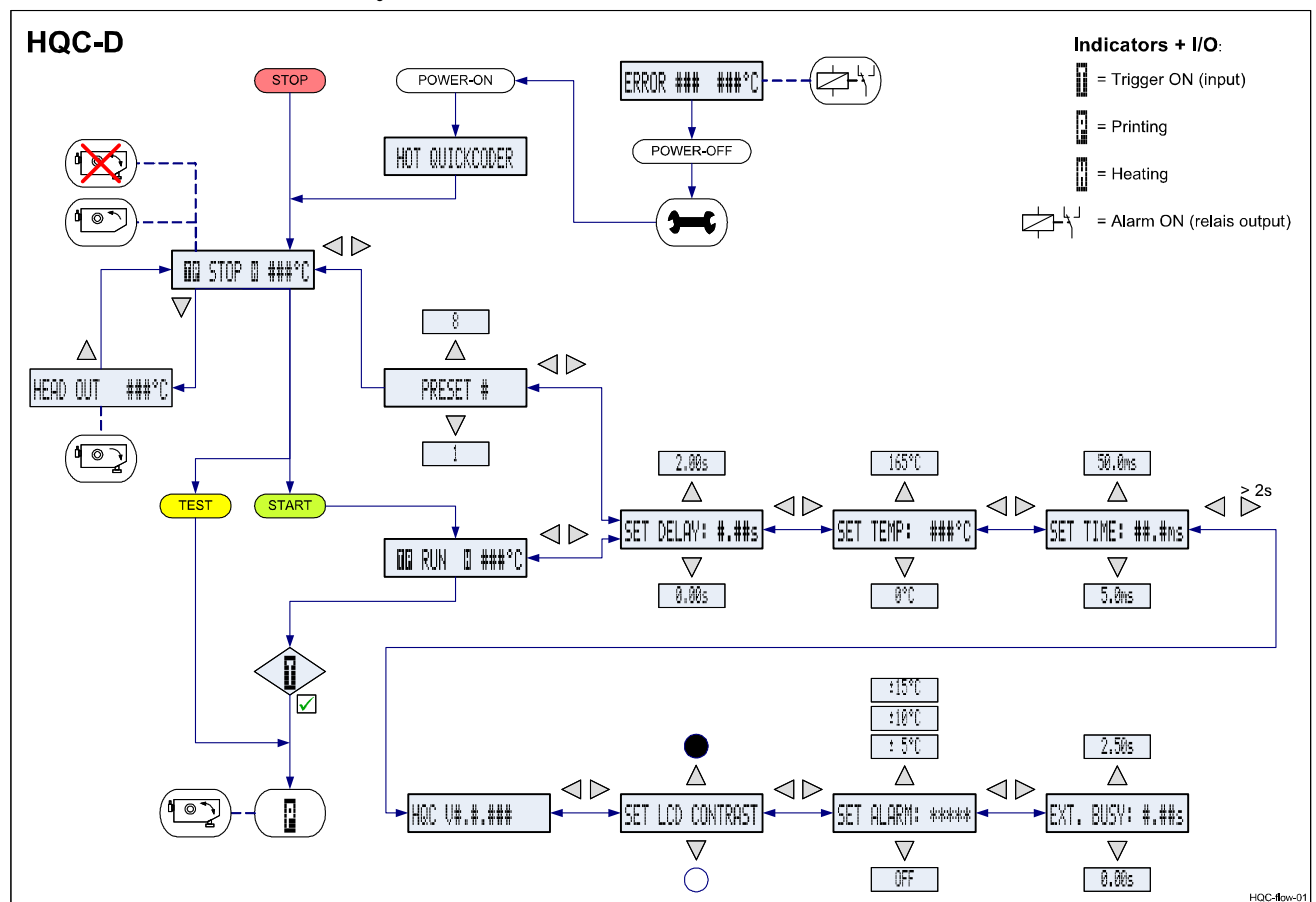 HQC-D
Indicators + I/O:
T = Trigger ON (input)
P = Printing
H = Heating
= Alarm ON (relais output)
STOP
POWER-ON
ERROR ### ###°C
HOT QUICKCODER
POWER-OFF
TP STOP H ###°C
8
HEAD OUT ###°C
PRESET #
1
TEST
START
2.00s
165°C
50.0ms
> 2s
TP RUN H ###°C
SET DELAY: #.##s
SET TEMP: ###°C
SET TIME: ##.#ms
0.00s
0°C
5.0ms
T
±15°C
±10°C
± 5°C
2.50s
P
HQC V#.#.###
SET LCD CONTRAST
SET ALARM: *****
EXT. BUSY: #.##s
OFF
0.00s
HQC-flow-01